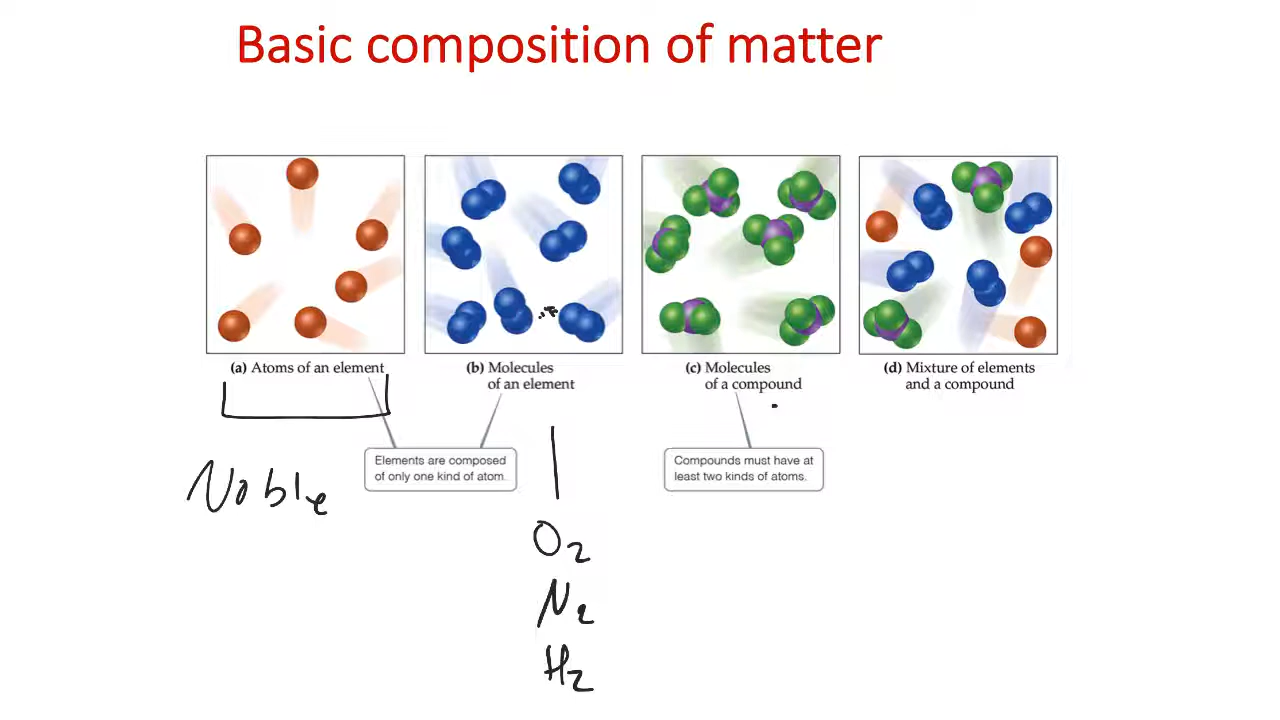 Basic composition of matter
(a) Atoms of an element
(b) Molecules
of an element
(c) Molecules
of a compound
(d) Mixture of elements
and a compound
Elements are composed
of only one kind of atom.
Compounds must have at
least two kinds of atoms.
Noble
O2
N2
H2